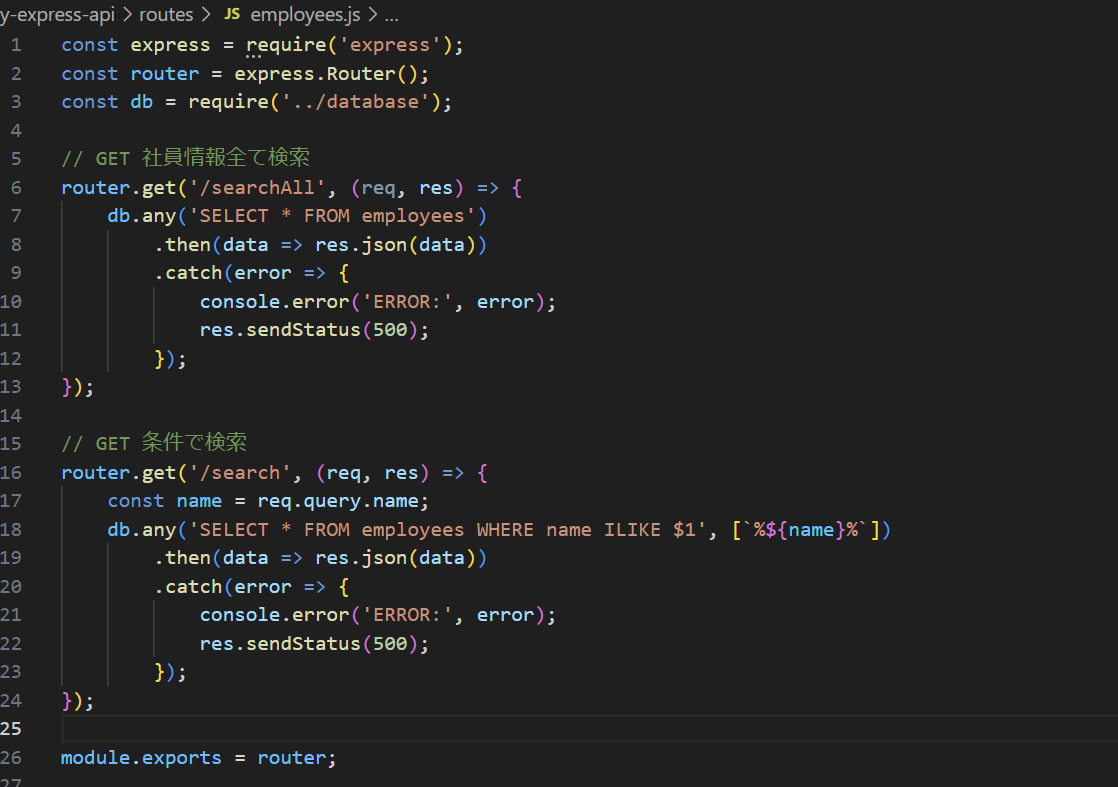 y-express-api > routes > JS employees.js > ...
1 const express = require('express');
2 const router = express.Router();
3 const db = require('../database');
4
5 // GET 社員情報全て検索
6 router.get('/searchAll', (req, res) => {
7     db.any('SELECT * FROM employees')
8         .then(data => res.json(data))
9         .catch(error => {
10             console.error('ERROR:', error);
11             res.sendStatus(500);
12         });
13 });
14
15 // GET 条件で検索
16 router.get('/search', (req, res) => {
17     const name = req.query.name;
18     db.any('SELECT * FROM employees WHERE name ILIKE $1', [`%${name}%`])
19         .then(data => res.json(data))
20         .catch(error => {
21             console.error('ERROR:', error);
22             res.sendStatus(500);
23         });
24 });
25
26 module.exports = router;
27